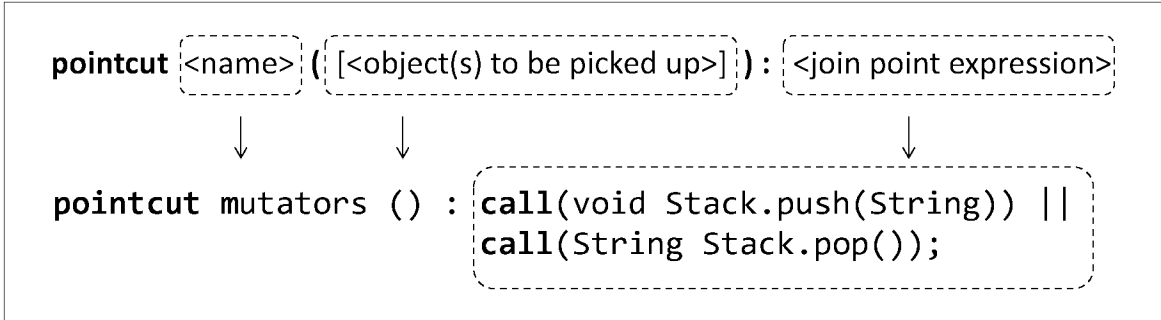 pointcut <name> ( [<object(s) to be picked up>] ) : <join point expression>
pointcut mutators () : call(void Stack.push(String)) ||
call(String Stack.pop());